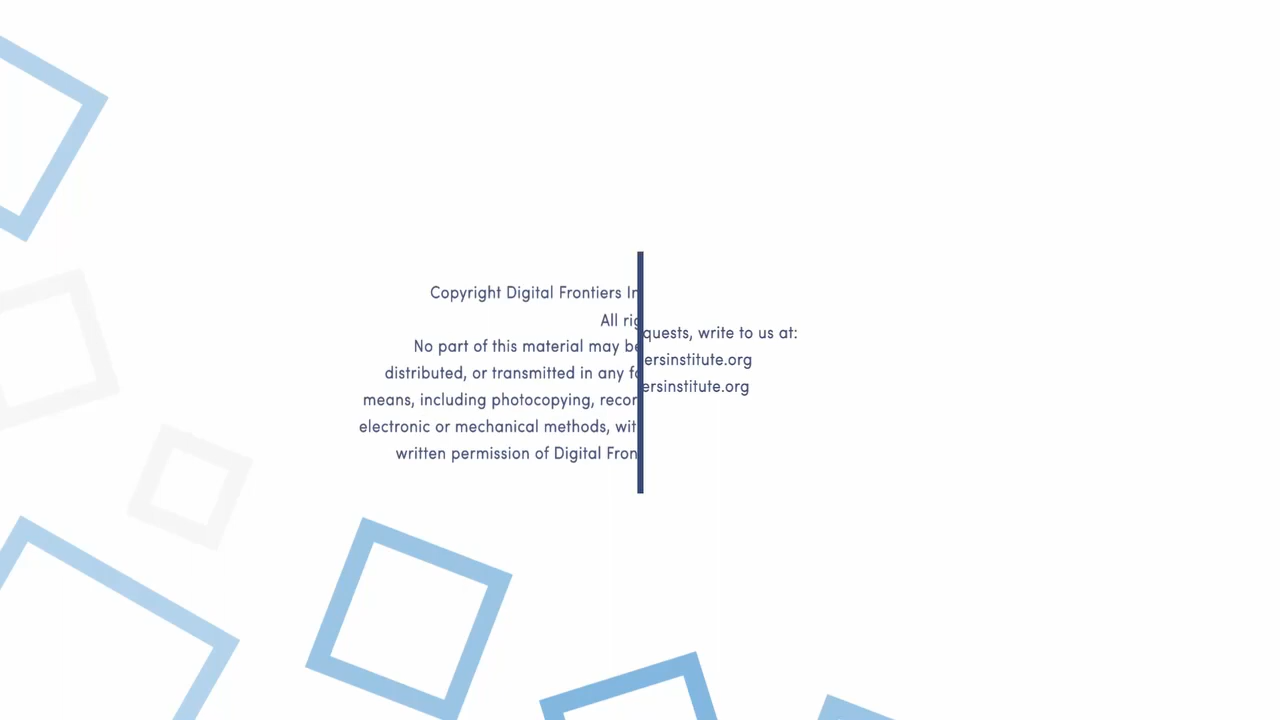 Copyright Digital Frontiers In
All rig
No part of this material may be
distributed, or transmitted in any fo
means, including photocopying, recor
electronic or mechanical methods, wit
written permission of Digital Fron
quests, write to us at:
ersinstitute.org
ersinstitute.org